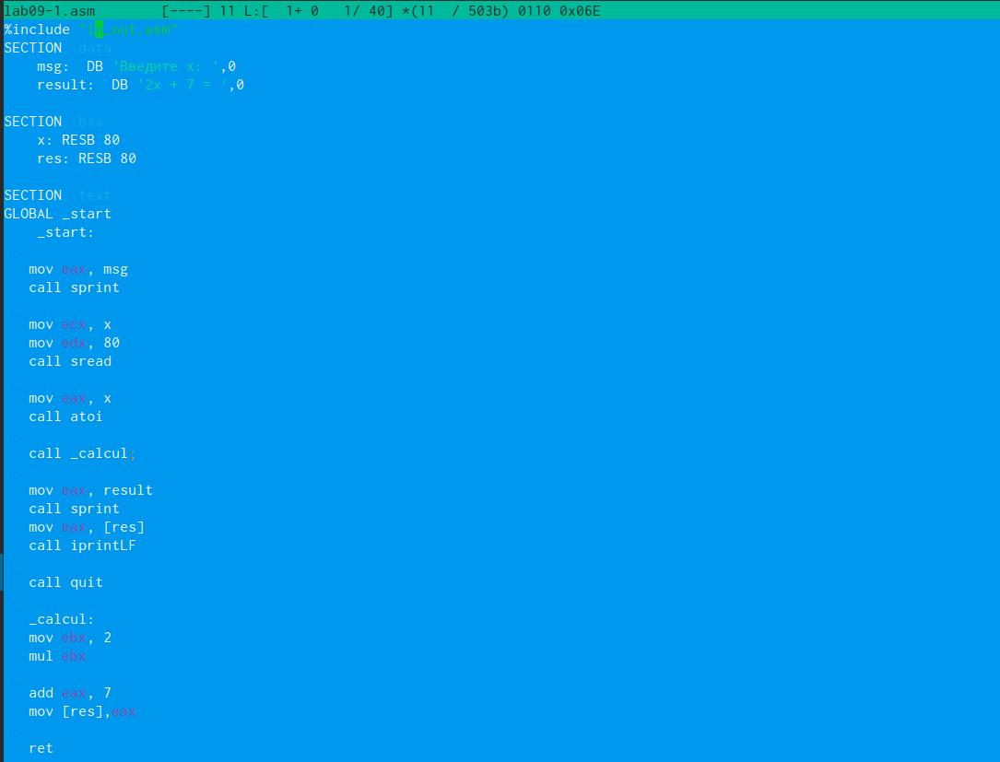 lab09-1.asm        [----] 11 L:[  1+ 0   1/ 40] *(11  / 503b) 0110 0x06E
%include "in_out.asm"
SECTION .data
    msg:  DB 'Введите x: ',0
    result:  DB '2x + 7 = ',0
....
SECTION .bss
    x: RESB 80
    res: RESB 80
SECTION .text
GLOBAL _start
    _start:
...
   mov eax, msg
   call sprint
...
   mov ecx, x
   mov edx, 80
   call sread
...
   mov eax, x
   call atoi
...
   call _calcul;
...
   mov eax, result
   call sprint
   mov eax, [res]
   call iprintLF
...
   call quit
...
   _calcul:
   mov ebx, 2
   mul ebx
...
   add eax, 7
   mov [res],eax
...
   ret